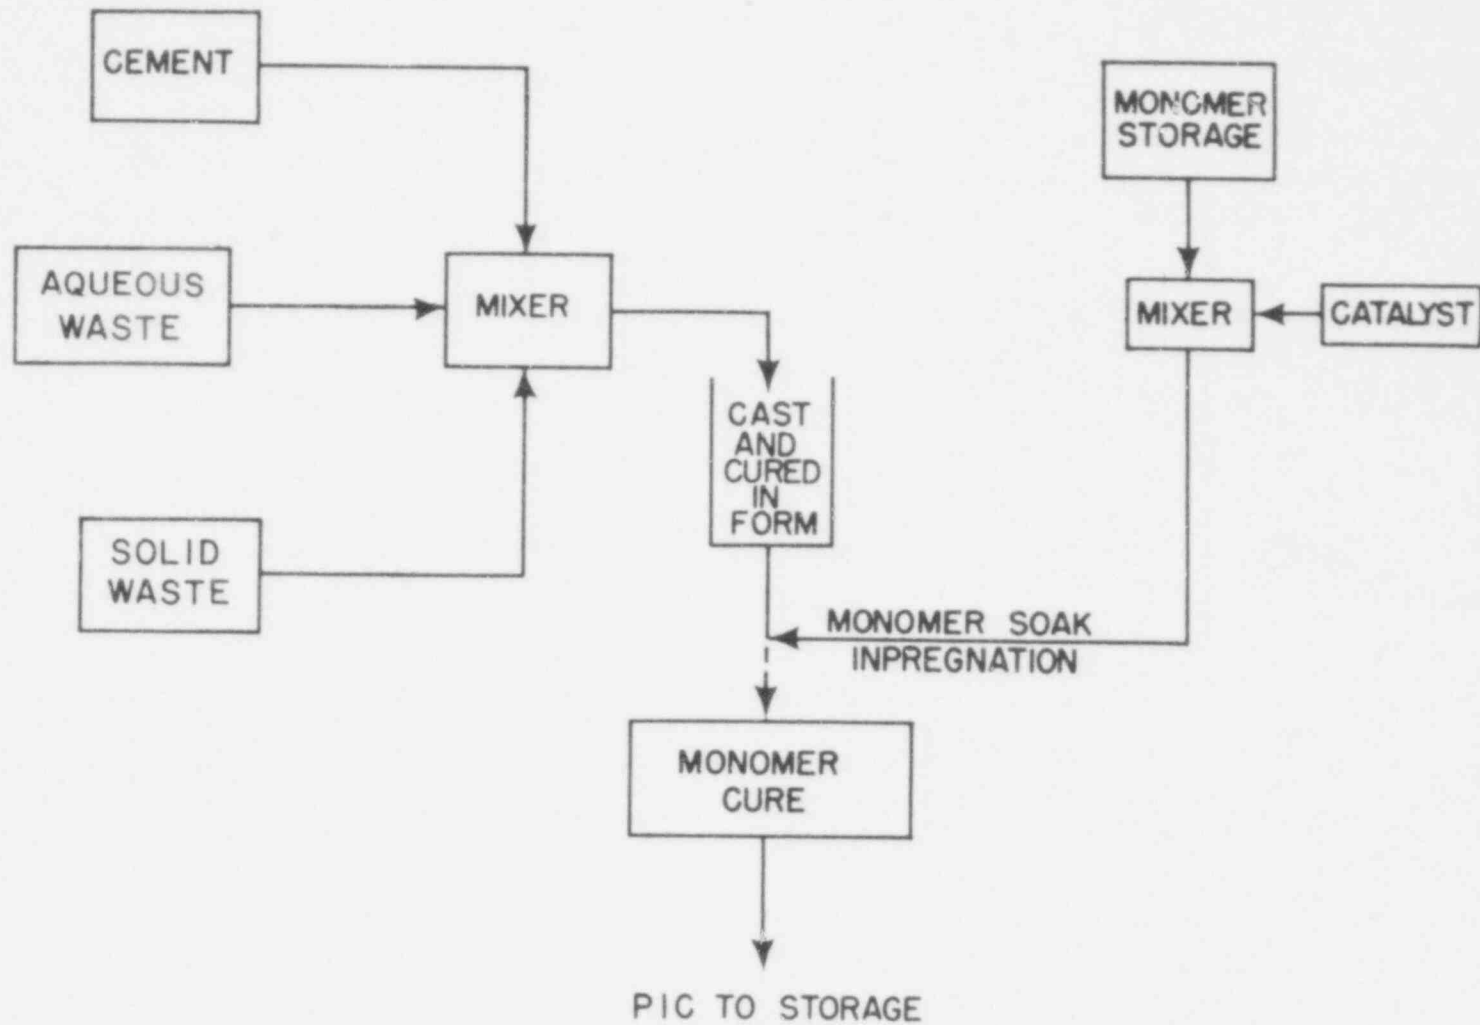 CEMENT
MONOMER
STORAGE
AQUEOUS
WASTE
MIXER
MIXER
CATALYST
CAST
AND
CURED
IN
FORM
SOLID
WASTE
MONOMER SOAK
INPREGNATION
MONOMER
CURE
PIC TO STORAGE